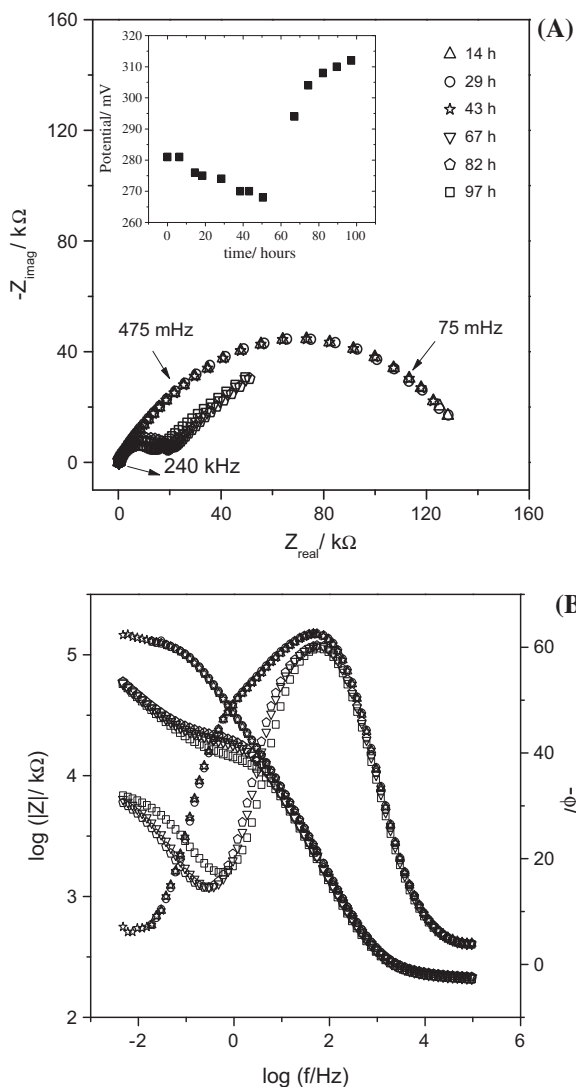 (A)
160
120
80
40
0
-Z_imag/ kΩ
320
310
300
290
280
270
260
Potential/ mV
0 20 40 60 80 100
time/ hours
14 h
29 h
43 h
67 h
82 h
97 h
475 mHz
75 mHz
240 kHz
0 40 80 120 160
Z_real/ kΩ
(B
5
4
3
2
log (|Z|/ kΩ)
60
40
20
0
-ϕ/
-2 0 2 4 6
log (f/Hz)